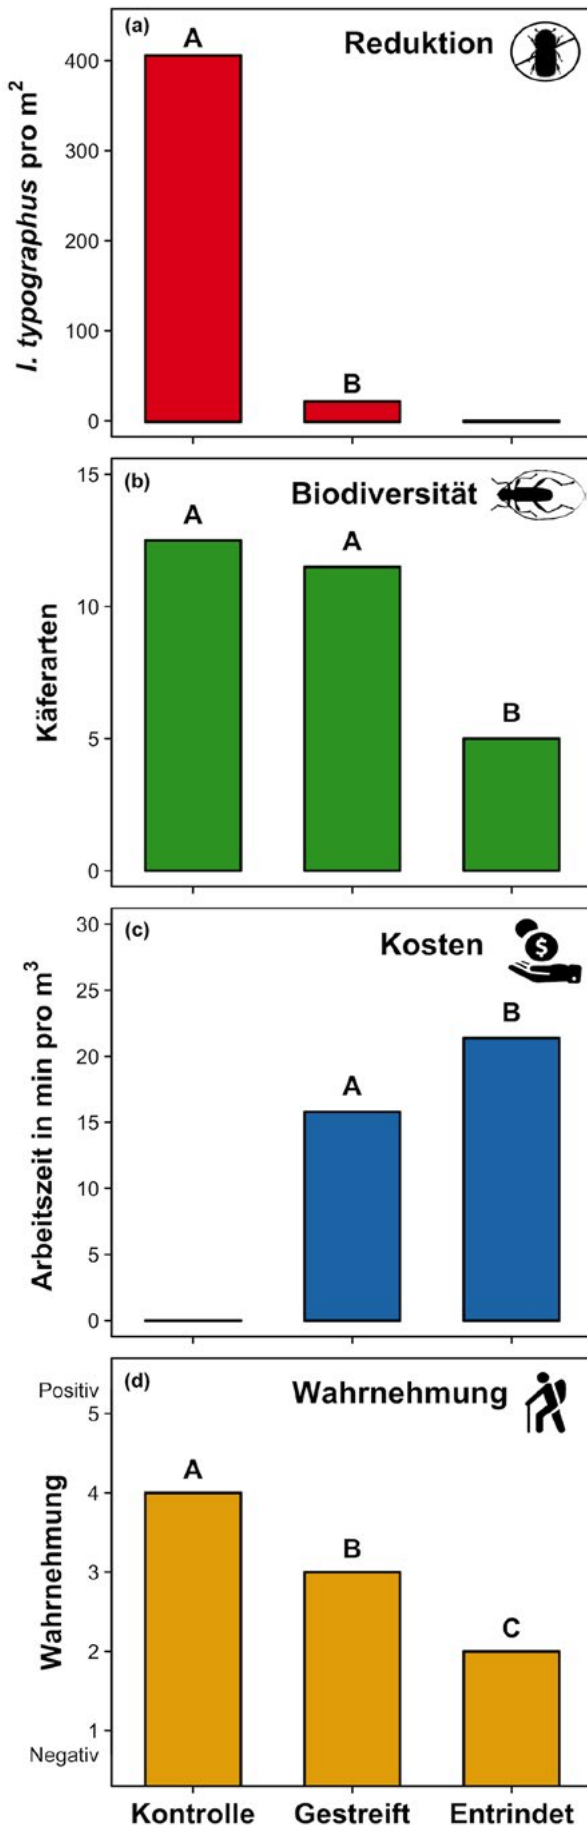 (a)
Reduktion
I. typographus pro m²
400
300
200
100
0
A
B
(b)
Biodiversität
Käferarten
15
10
5
0
A
A
B
(c)
Kosten
$
Arbeitszeit in min pro m³
30
25
20
15
10
5
0
A
B
(d)
Wahrnehmung
Wahrnehmung
Positiv
5
4
3
2
1
Negativ
A
B
C
Kontrolle Gestreift Entrindet